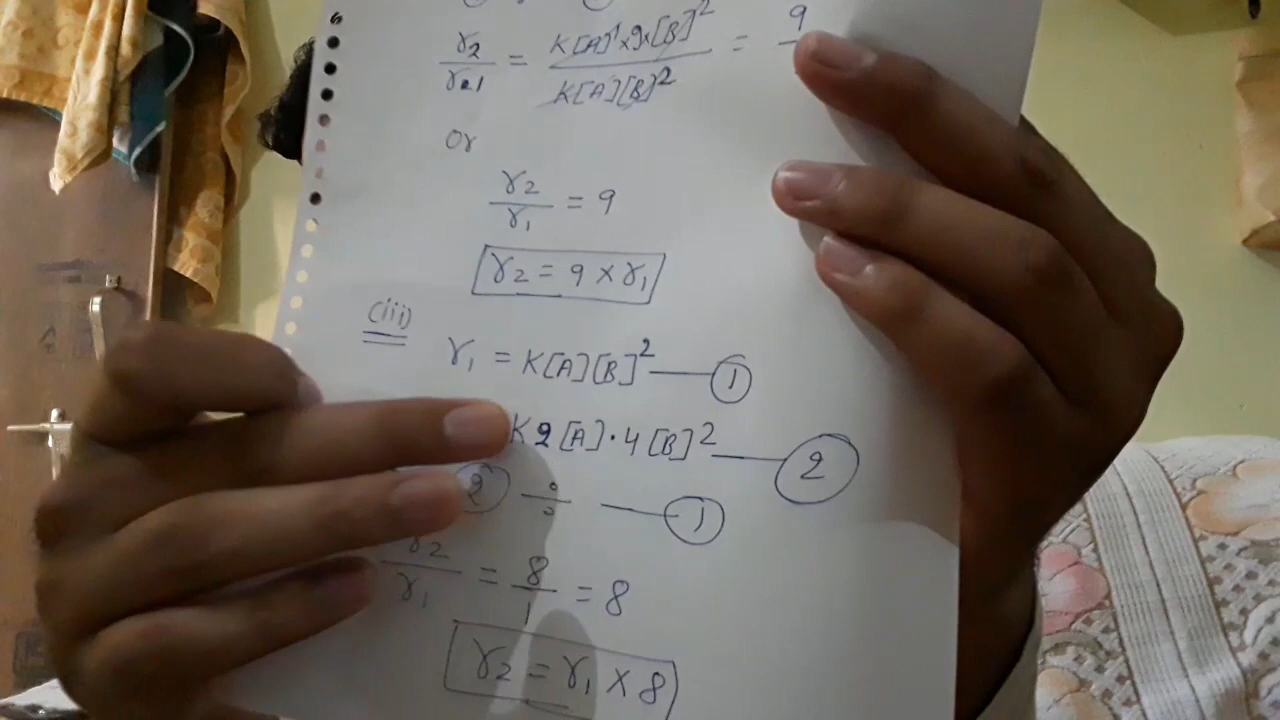 r2/r21 = K[A]¹×9×[B]²/K[A][B]² = 9
Or
r2/r1 = 9
r2 = 9 × r1
(iii)
r1 = K[A][B]² — 1
K2[A]·4[B]² — 2
2 ÷ — 1
r2/r1 = 8/1 = 8
r2 = r1 × 8